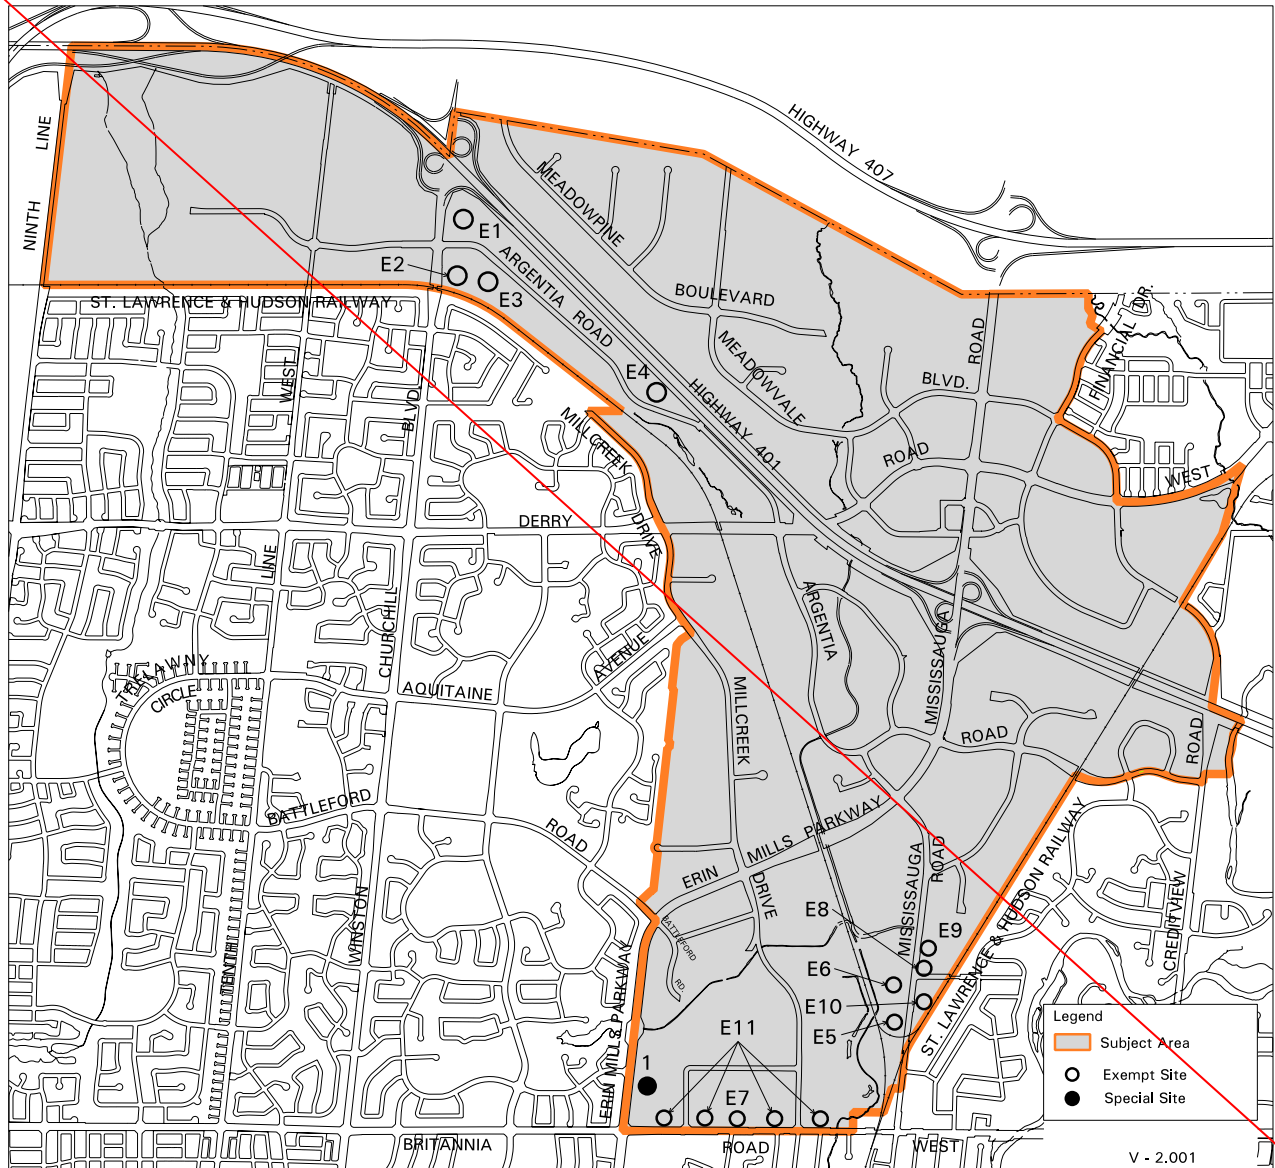 HIGHWAY 407
NINTH LINE
MEADOWPINE
BOULEVARD
E1
E2
E3
ARGENTIA
ROAD
ST. LAWRENCE & HUDSON RAILWAY
FINANCIAL DR.
ROAD
MEADOWVALE
BLVD.
E4
HIGHWAY 401
WEST
BLVD.
MILLCREEK
DRIVE
ROAD
WEST
DERRY
LINE
ARGENTIA
CHURCHILL
MISSISSAUGA
AVENUE
TRELAWNY
CIRCLE
AQUITAINE
MILLCREEK
ROAD
ROAD
BATTLEFORD
ROAD
ERIN MILLS PARKWAY
ST. LAWRENCE & HUDSON RAILWAY
MISSISSAUGA
ROAD
DRIVE
WINSTON
TENTH
BATTLEFORD
RD.
CREDITVIEW
E8
E9
E6
E10
E5
E11
E7
1
ERIN MILLS PARKWAY
BRITANNIA
ROAD
WEST
Legend
Subject Area
Exempt Site
Special Site
V - 2.001